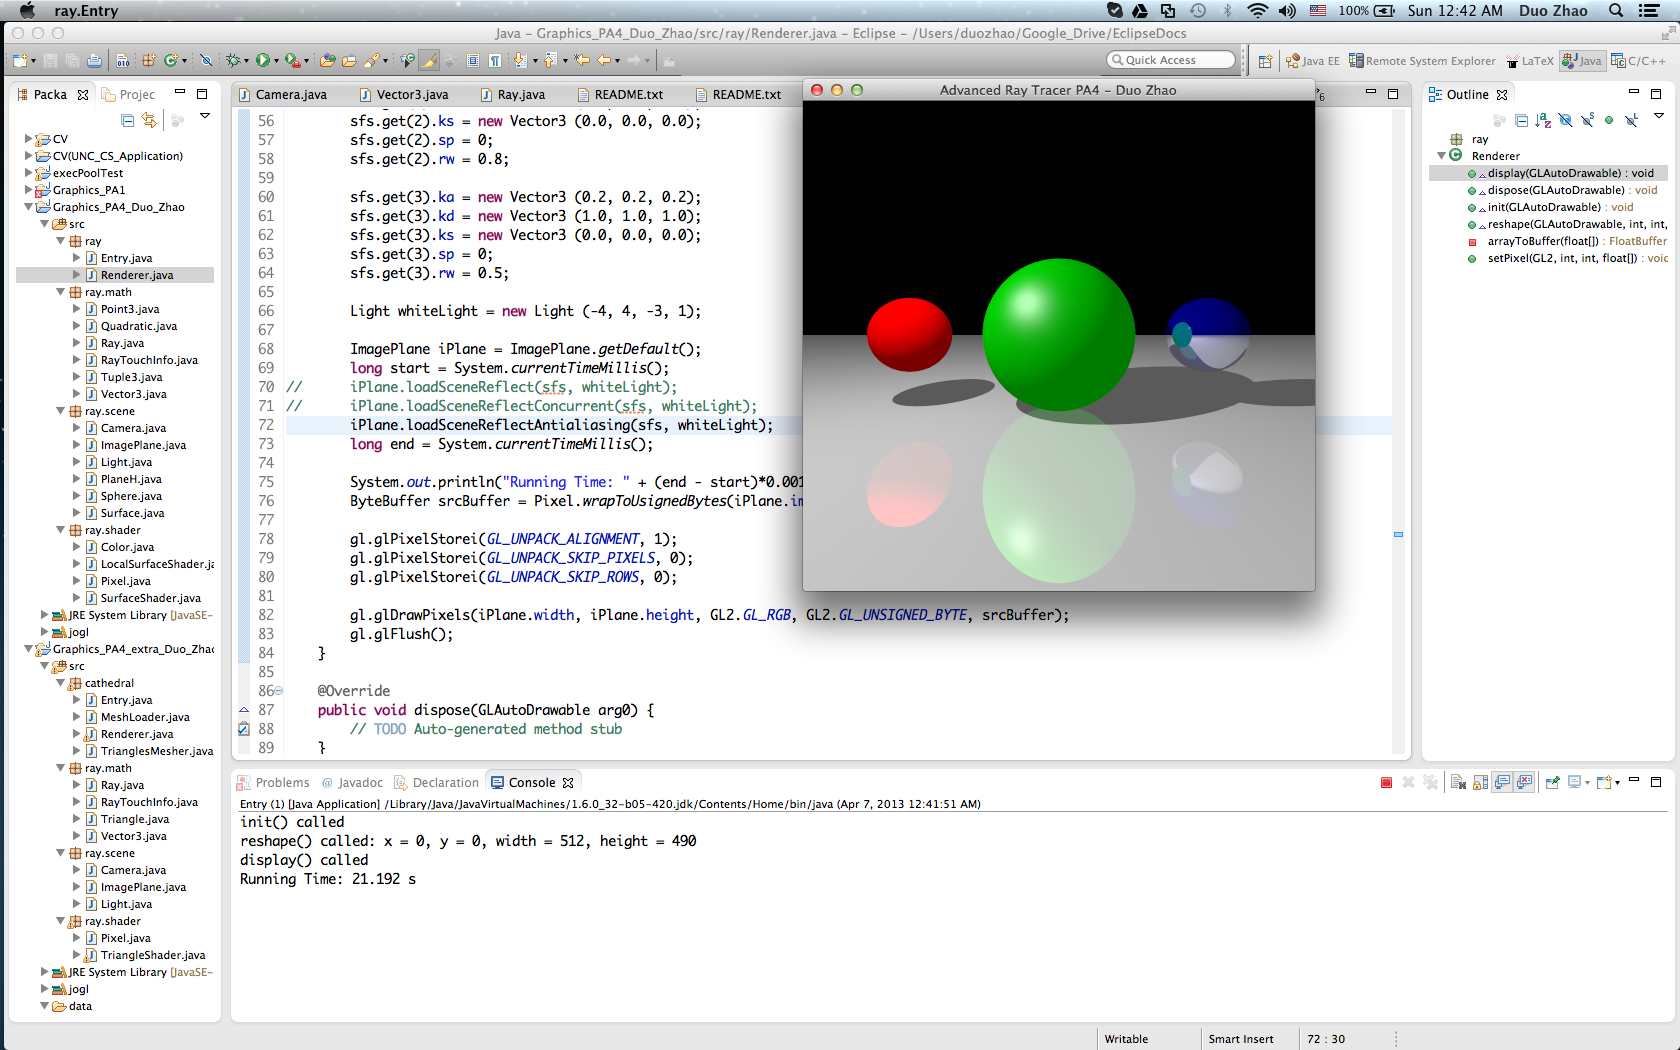 ray.Entry
100% Sun 12:42 AM Duo Zhao
Java - Graphics_PA4_Duo_Zhao/src/ray/Renderer.java - Eclipse - /Users/duozhao/Google_Drive/EclipseDocs
Quick Access
Java EE Remote System Explorer LaTeX Java C/C++
Packa Projec
CV
CV(UNC_CS_Application)
execPoolTest
Graphics_PA1
Graphics_PA4_Duo_Zhao
src
ray
Entry.java
Renderer.java
ray.math
Point3.java
Quadratic.java
Ray.java
RayTouchInfo.java
Tuple3.java
Vector3.java
ray.scene
Camera.java
ImagePlane.java
Light.java
PlaneH.java
Sphere.java
Surface.java
ray.shader
Color.java
LocalSurfaceShader.ja
Pixel.java
SurfaceShader.java
JRE System Library [JavaSE-
jogl
Graphics_PA4_extra_Duo_Zhao
src
cathedral
Entry.java
MeshLoader.java
Renderer.java
TrianglesMesher.java
ray.math
Ray.java
RayTouchInfo.java
Triangle.java
Vector3.java
ray.scene
Camera.java
ImagePlane.java
Light.java
ray.shader
Pixel.java
TriangleShader.java
JRE System Library [JavaSE-
jogl
data
Camera.java Vector3.java Ray.java README.txt README.txt
6
56 sfs.get(2).ks = new Vector3 (0.0, 0.0, 0.0);
57 sfs.get(2).sp = 0;
58 sfs.get(2).rw = 0.8;
59
60 sfs.get(3).ka = new Vector3 (0.2, 0.2, 0.2);
61 sfs.get(3).kd = new Vector3 (1.0, 1.0, 1.0);
62 sfs.get(3).ks = new Vector3 (0.0, 0.0, 0.0);
63 sfs.get(3).sp = 0;
64 sfs.get(3).rw = 0.5;
65
66 Light whiteLight = new Light (-4, 4, -3, 1);
67
68 ImagePlane iPlane = ImagePlane.getDefault();
69 long start = System.currentTimeMillis();
70 // iPlane.loadSceneReflect(sfs, whiteLight);
71 // iPlane.loadSceneReflectConcurrent(sfs, whiteLight);
72 iPlane.loadSceneReflectAntialiasing(sfs, whiteLight);
73 long end = System.currentTimeMillis();
74
75 System.out.println("Running Time: " + (end - start)*0.001
76 ByteBuffer srcBuffer = Pixel.wrapToUsignedBytes(iPlane.im
77
78 gl.glPixelStorei(GL_UNPACK_ALIGNMENT, 1);
79 gl.glPixelStorei(GL_UNPACK_SKIP_PIXELS, 0);
80 gl.glPixelStorei(GL_UNPACK_SKIP_ROWS, 0);
81
82 gl.glDrawPixels(iPlane.width, iPlane.height, GL2.GL_RGB, GL2.GL_UNSIGNED_BYTE, srcBuffer);
83 gl.glFlush();
84 }
85
86 @Override
87 public void dispose(GLAutoDrawable arg0) {
88 // TODO Auto-generated method stub
89 }
Advanced Ray Tracer PA4 - Duo Zhao
Outline
ray
Renderer
display(GLAutoDrawable) : void
dispose(GLAutoDrawable) : void
init(GLAutoDrawable) : void
reshape(GLAutoDrawable, int, int,
arrayToBuffer(float[]) : FloatBuffer
setPixel(GL2, int, int, float[]) : voic
Problems @ Javadoc Declaration Console
Entry (1) [Java Application] /Library/Java/JavaVirtualMachines/1.6.0_32-b05-420.jdk/Contents/Home/bin/java (Apr 7, 2013 12:41:51 AM)
init() called
reshape() called: x = 0, y = 0, width = 512, height = 490
display() called
Running Time: 21.192 s
Writable Smart Insert 72 : 30